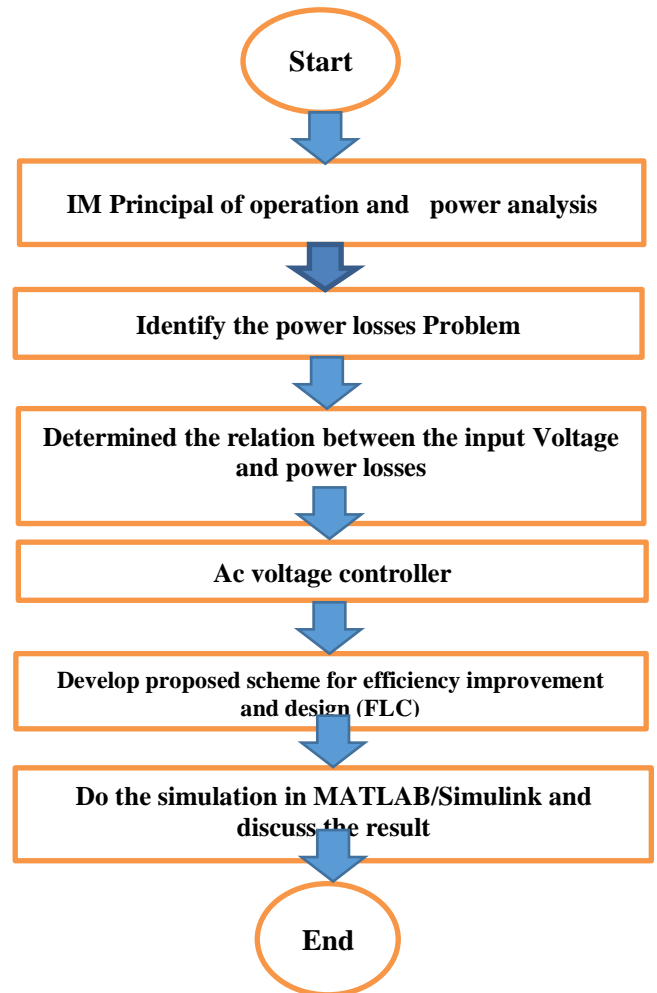 Start
IM Principal of operation and power analysis
Identify the power losses Problem
Determined the relation between the input Voltage
and power losses
Ac voltage controller
Develop proposed scheme for efficiency improvement
and design (FLC)
Do the simulation in MATLAB/Simulink and
discuss the result
End